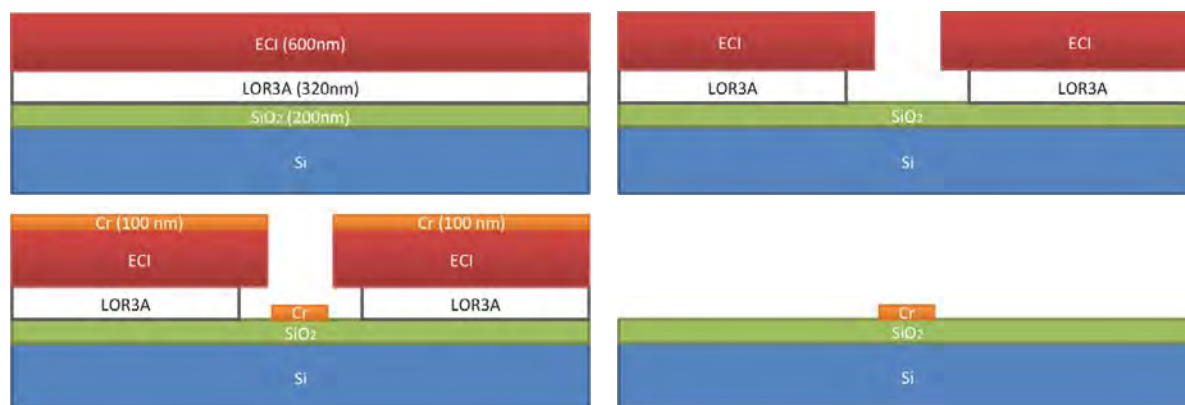 ECI (600nm)
LOR3A (320nm)
SiO₂ (200nm)
Si
ECI ECI
LOR3A LOR3A
SiO₂
Si
Cr (100 nm) Cr (100 nm)
ECI ECI
LOR3A LOR3A
Cr
SiO₂
Si
Cr
SiO₂
Si